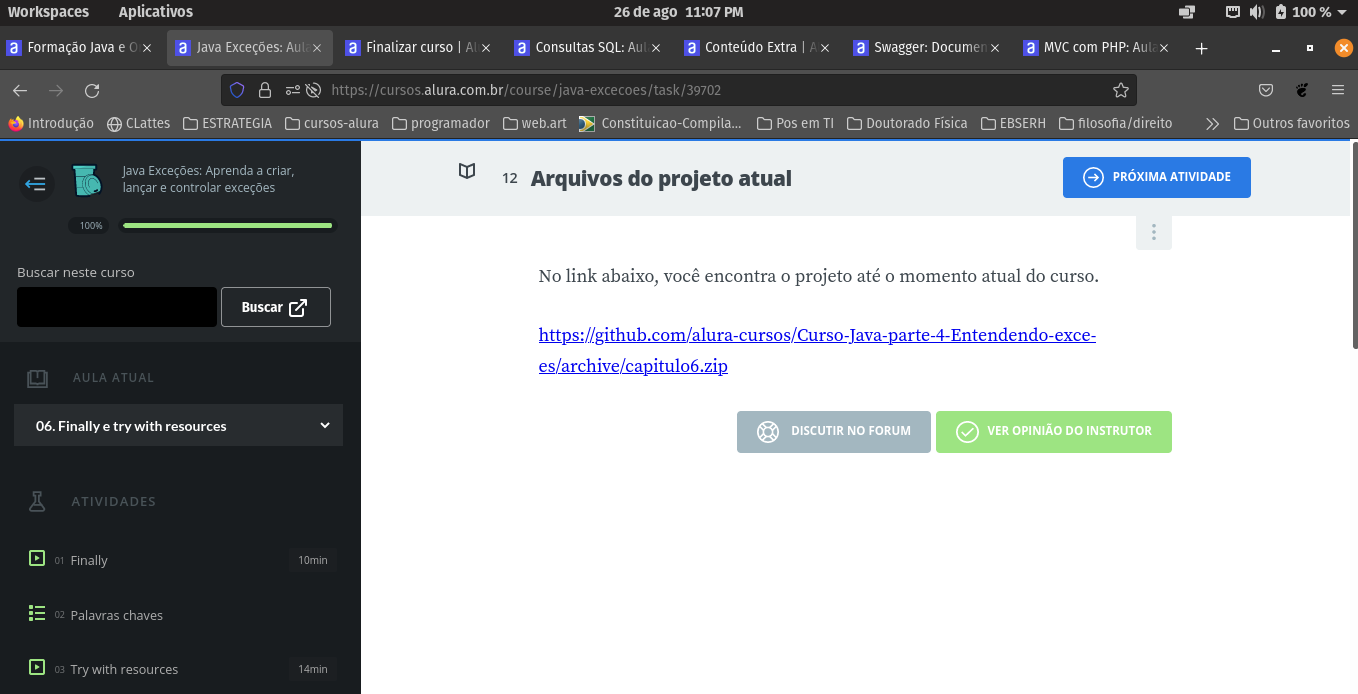 Workspaces Aplicativos 26 de ago 11:07 PM 100 %
Formação Java e O Java Exceções: Aula Finalizar curso | Al Consultas SQL: Aul Conteúdo Extra | A Swagger: Documen MVC com PHP: Aula
https://cursos.alura.com.br/course/java-excecoes/task/39702
Introdução CLattes ESTRATEGIA cursos-alura programador web.art Constituicao-Compila... Pos em TI Doutorado Física EBSERH filosofia/direito Outros favoritos
Java Exceções: Aprenda a criar,
lançar e controlar exceções
100%
Buscar neste curso
Buscar
AULA ATUAL
06. Finally e try with resources
ATIVIDADES
01 Finally 10min
02 Palavras chaves
03 Try with resources 14min
12 Arquivos do projeto atual
PRÓXIMA ATIVIDADE
No link abaixo, você encontra o projeto até o momento atual do curso.
https://github.com/alura-cursos/Curso-Java-parte-4-Entendendo-exce-
es/archive/capitulo6.zip
DISCUTIR NO FORUM VER OPINIÃO DO INSTRUTOR